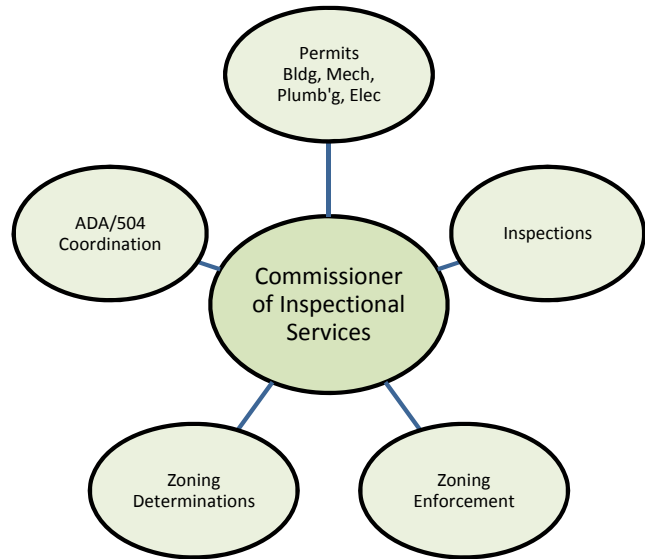 Permits
Bldg, Mech,
Plumb'g, Elec
ADA/504
Coordination
Inspections
Commissioner
of Inspectional
Services
Zoning
Determinations
Zoning
Enforcement